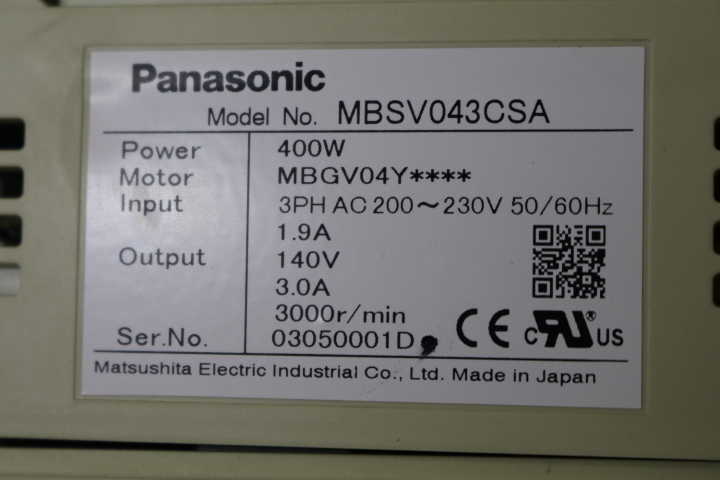 Panasonic
Model No. MBSV043CSA
Power 400W
Motor MBGV04Y****
Input 3PH AC 200～230V 50/60Hz
1.9A
Output 140V
3.0A
3000r/min
Ser.No. 03050001D
CE c RU ® US
Matsushita Electric Industrial Co., Ltd. Made in Japan